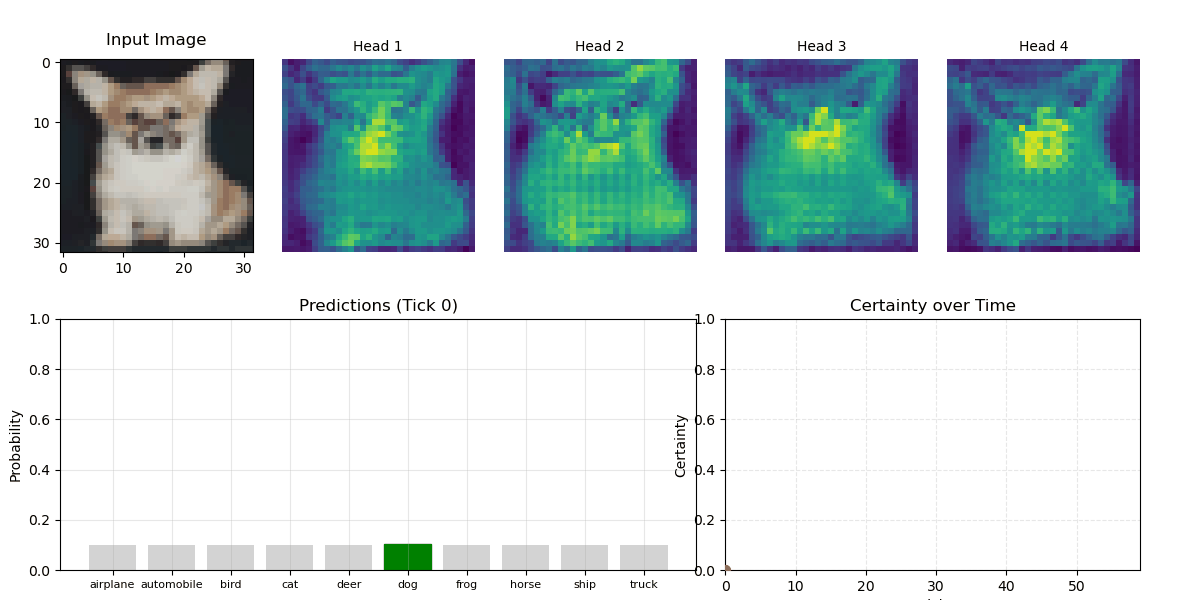 Input Image
Head 1
Head 2
Head 3
Head 4
0
10
20
30
0 10 20 30
Predictions (Tick 0)
Probability
1.0
0.8
0.6
0.4
0.2
0.0
airplane automobile bird cat deer dog frog horse ship truck
Certainty over Time
Certainty
1.0
0.8
0.6
0.4
0.2
0.0
0 10 20 30 40 50